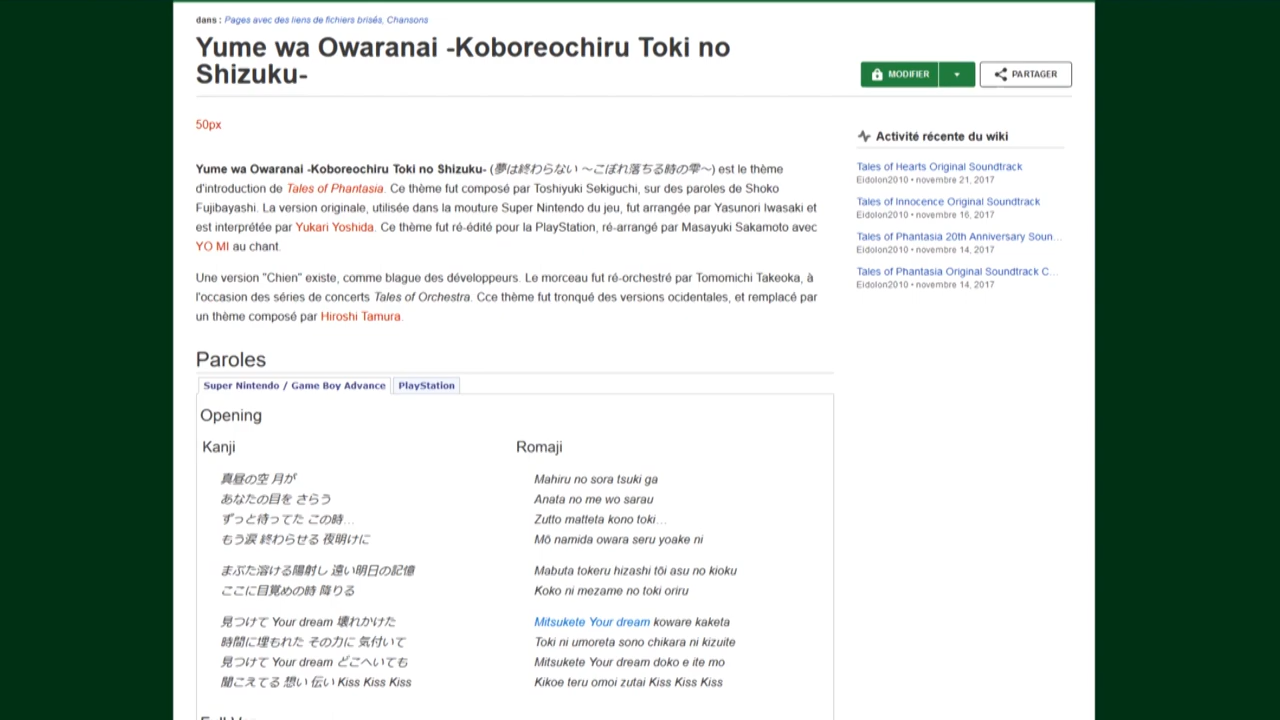 dans : Pages avec des liens de fichiers brisés, Chansons
Yume wa Owaranai -Koboreochiru Toki no
Shizuku-
MODIFIER
PARTAGER
50px
Activité récente du wiki
Tales of Hearts Original Soundtrack
Eidolon2010 • novembre 21, 2017
Tales of Innocence Original Soundtrack
Eidolon2010 • novembre 16, 2017
Tales of Phantasia 20th Anniversary Soun...
Eidolon2010 • novembre 14, 2017
Tales of Phantasia Original Soundtrack C...
Eidolon2010 • novembre 14, 2017
Yume wa Owaranai -Koboreochiru Toki no Shizuku- (夢は終わらない 〜こぼれ落ちる時の雫〜) est le thème
d'introduction de Tales of Phantasia. Ce thème fut composé par Toshiyuki Sekiguchi, sur des paroles de Shoko
Fujibayashi. La version originale, utilisée dans la mouture Super Nintendo du jeu, fut arrangée par Yasunori Iwasaki et
est interprétée par Yukari Yoshida. Ce thème fut ré-édité pour la PlayStation, ré-arrangé par Masayuki Sakamoto avec
YO MI au chant.
Une version "Chien" existe, comme blague des développeurs. Le morceau fut ré-orchestré par Tomomichi Takeoka, à
l'occasion des séries de concerts Tales of Orchestra. Cce thème fut tronqué des versions ocidentales, et remplacé par
un thème composé par Hiroshi Tamura.
Paroles
Super Nintendo / Game Boy Advance PlayStation
Opening
Kanji
真昼の空 月が
あなたの目を さらう
ずっと待ってた この時...
もう涙 終わらせる 夜明けに
まぶた溶ける陽射し 遠い明日の記憶
ここに目覚めの時 降りる
見つけて Your dream 壊れかけた
時間に埋もれた その力に 気付いて
見つけて Your dream どこへいても
聞こえてる 想い 伝い Kiss Kiss Kiss
Romaji
Mahiru no sora tsuki ga
Anata no me wo sarau
Zutto matteta kono toki...
Mô namida owara seru yoake ni
Mabuta tokeru hizashi tôi asu no kioku
Koko ni mezame no toki oriru
Mitsukete Your dream koware kaketa
Toki ni umoreta sono chikara ni kizuite
Mitsukete Your dream doko e ite mo
Kikoe teru omoi zutai Kiss Kiss Kiss